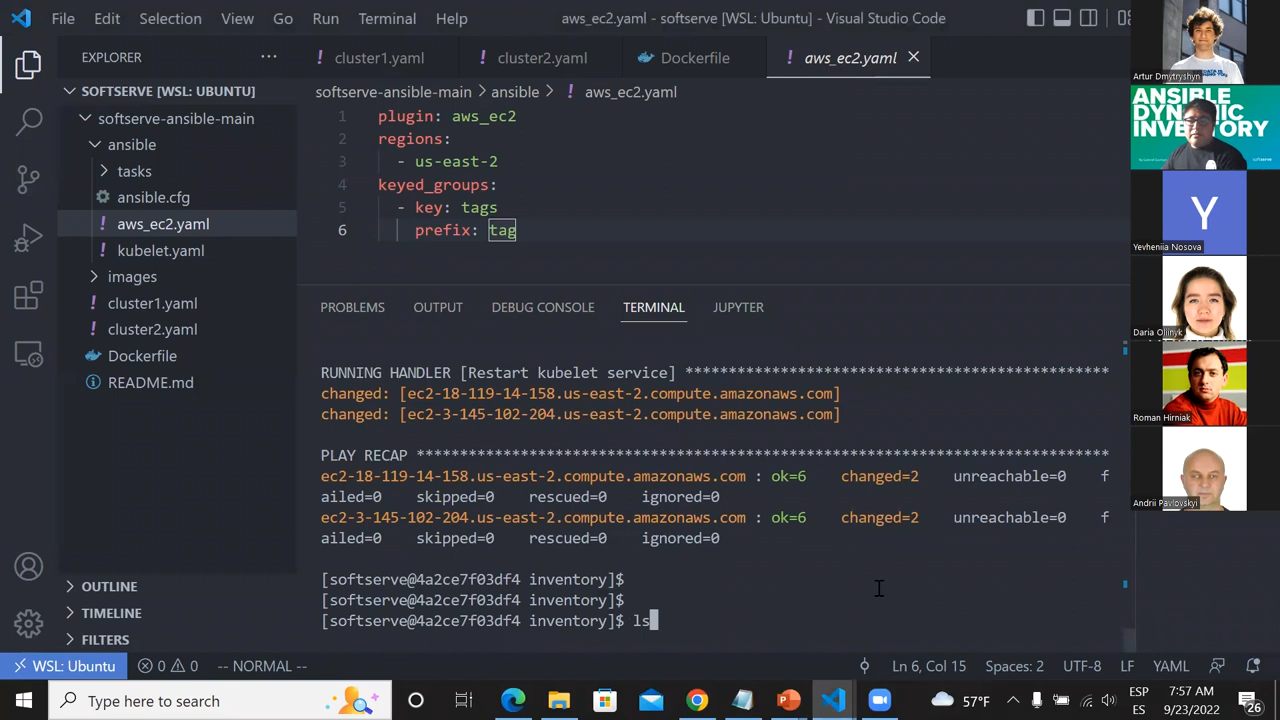 File Edit Selection View Go Run Terminal Help aws_ec2.yaml - softserve [WSL: Ubuntu] - Visual Studio Code
EXPLORER ···
SOFTSERVE [WSL: UBUNTU]
softserve-ansible-main
ansible
tasks
ansible.cfg
! aws_ec2.yaml
! kubelet.yaml
images
! cluster1.yaml
! cluster2.yaml
Dockerfile
README.md
OUTLINE
TIMELINE
FILTERS
! cluster1.yaml ! cluster2.yaml Dockerfile ! aws_ec2.yaml
softserve-ansible-main > ansible > ! aws_ec2.yaml
1 plugin: aws_ec2
2 regions:
3 - us-east-2
4 keyed_groups:
5 - key: tags
6 prefix: tag
PROBLEMS OUTPUT DEBUG CONSOLE TERMINAL JUPYTER
RUNNING HANDLER [Restart kubelet service] *****************************************
changed: [ec2-18-119-14-158.us-east-2.compute.amazonaws.com]
changed: [ec2-3-145-102-204.us-east-2.compute.amazonaws.com]
PLAY RECAP *******************************************************************
ec2-18-119-14-158.us-east-2.compute.amazonaws.com : ok=6 changed=2 unreachable=0 f
ailed=0 skipped=0 rescued=0 ignored=0
ec2-3-145-102-204.us-east-2.compute.amazonaws.com : ok=6 changed=2 unreachable=0 f
ailed=0 skipped=0 rescued=0 ignored=0
[softserve@4a2ce7f03df4 inventory]$
[softserve@4a2ce7f03df4 inventory]$
[softserve@4a2ce7f03df4 inventory]$ ls
Artur Dmytryshyn
ANSIBLE
DYNAMIC
INVENTORY
softserve
Y
Yevheniia Nosova
Daria Oliinyk
Roman Hirniak
Andrii Pavlovskyi
WSL: Ubuntu 0 0 -- NORMAL -- Ln 6, Col 15 Spaces: 2 UTF-8 LF YAML
Type here to search 57°F ESP ES 7:57 AM 9/23/2022 26